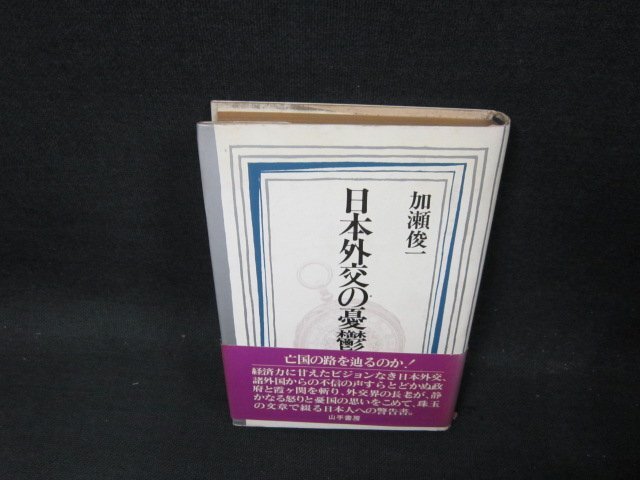 加瀬俊一
日本外交の憂鬱
亡国の路を辿るのか!
経済力に甘えたビジョンなき日本外交、
諸外国からの不信の声すらとどかぬ政
府と霞ヶ関を斬り、外交界の長老が、静
かなる怒りと憂国の思いをこめて、珠玉
の文章で綴る日本人への警告書。
山手書房